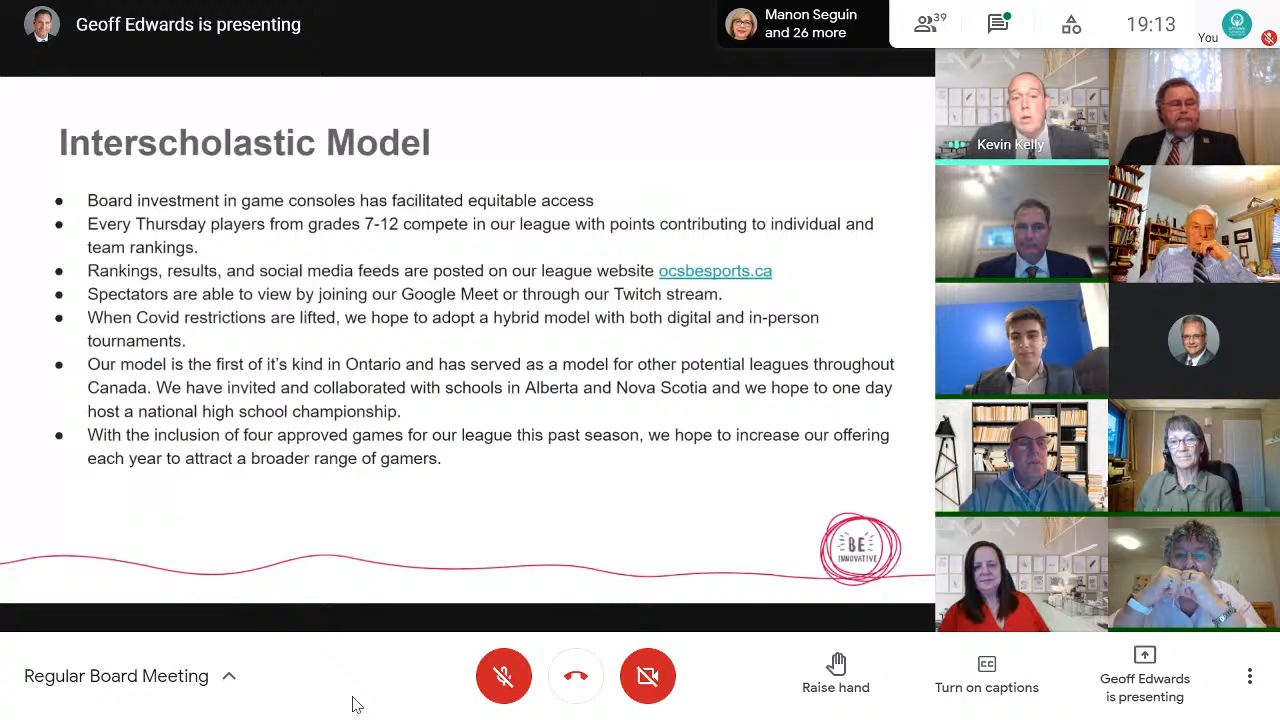 Geoff Edwards is presenting
Manon Seguin
and 26 more
39
19:13
You
Interscholastic Model
● Board investment in game consoles has facilitated equitable access
● Every Thursday players from grades 7-12 compete in our league with points contributing to individual and
team rankings.
● Rankings, results, and social media feeds are posted on our league website ocsbesports.ca
● Spectators are able to view by joining our Google Meet or through our Twitch stream.
● When Covid restrictions are lifted, we hope to adopt a hybrid model with both digital and in-person
tournaments.
● Our model is the first of it's kind in Ontario and has served as a model for other potential leagues throughout
Canada. We have invited and collaborated with schools in Alberta and Nova Scotia and we hope to one day
host a national high school championship.
● With the inclusion of four approved games for our league this past season, we hope to increase our offering
each year to attract a broader range of gamers.
BE
INNOVATIVE
Kevin Kelly
Regular Board Meeting
Raise hand
CC
Turn on captions
Geoff Edwards
is presenting